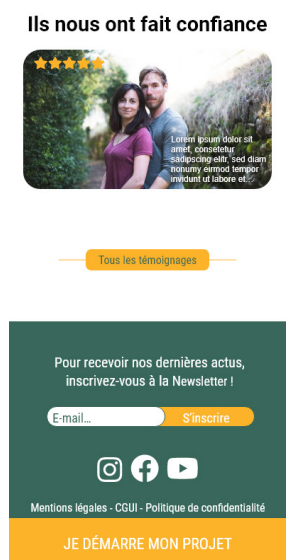 Ils nous ont fait confiance
Lorem ipsum dolor sit
amet, consetetur
sadipscing elitr, sed diam
nonumy eirmod tempor
invidunt ut labore et...
Tous les témoignages
Pour recevoir nos dernières actus,
inscrivez-vous à la Newsletter !
E-mail...
S'inscrire
Mentions légales - CGUI - Politique de confidentialité
JE DÉMARRE MON PROJET